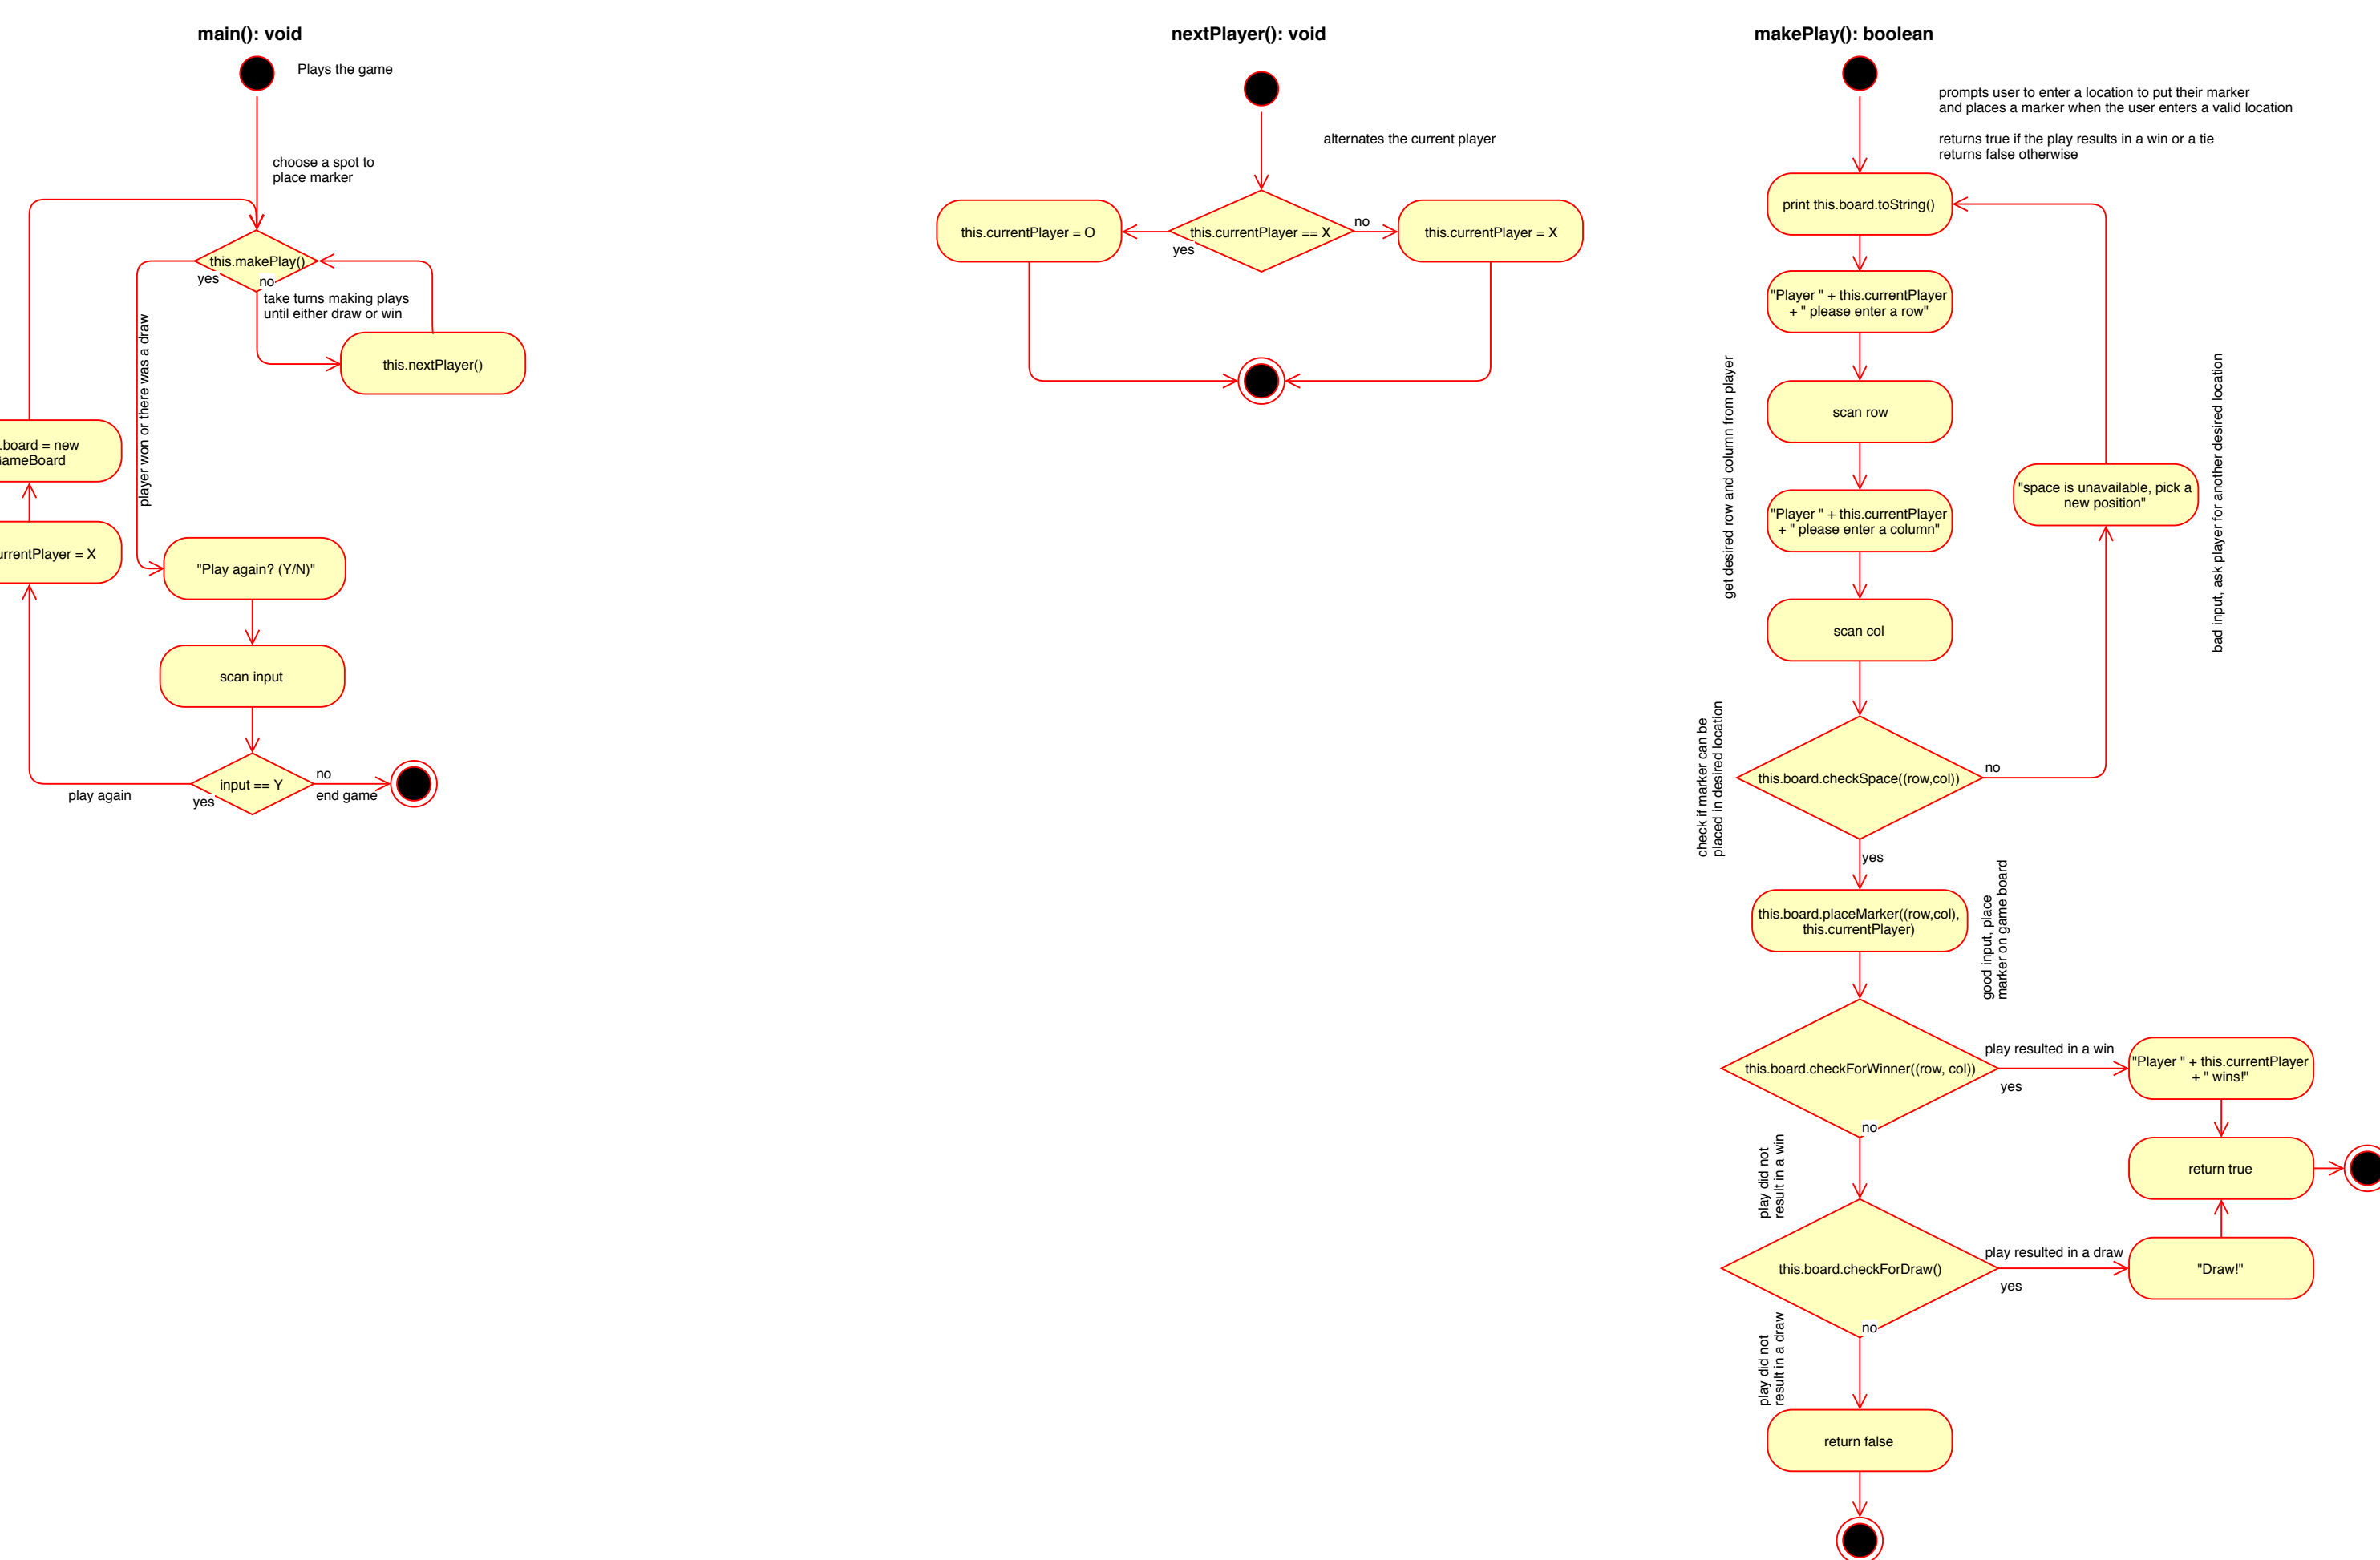 main(): void
Plays the game
choose a spot to
place marker
this.makePlay()
yes
no
take turns making plays
until either draw or win
this.nextPlayer()
player won or there was a draw
.board = new
GameBoard
urrentPlayer = X
"Play again? (Y/N)"
scan input
input == Y
yes
play again
no
end game
nextPlayer(): void
alternates the current player
this.currentPlayer == X
yes
no
this.currentPlayer = O
this.currentPlayer = X
makePlay(): boolean
prompts user to enter a location to put their marker
and places a marker when the user enters a valid location
returns true if the play results in a win or a tie
returns false otherwise
print this.board.toString()
"Player " + this.currentPlayer
+ " please enter a row"
scan row
"Player " + this.currentPlayer
+ " please enter a column"
scan col
get desired row and column from player
"space is unavailable, pick a
new position"
bad input, ask player for another desired location
this.board.checkSpace((row,col))
no
check if marker can be
placed in desired location
yes
this.board.placeMarker((row,col),
this.currentPlayer)
good input, place
marker on game board
this.board.checkForWinner((row, col))
play resulted in a win
yes
"Player " + this.currentPlayer
+ " wins!"
no
play did not
result in a win
return true
this.board.checkForDraw()
play resulted in a draw
yes
"Draw!"
no
play did not
result in a draw
return false